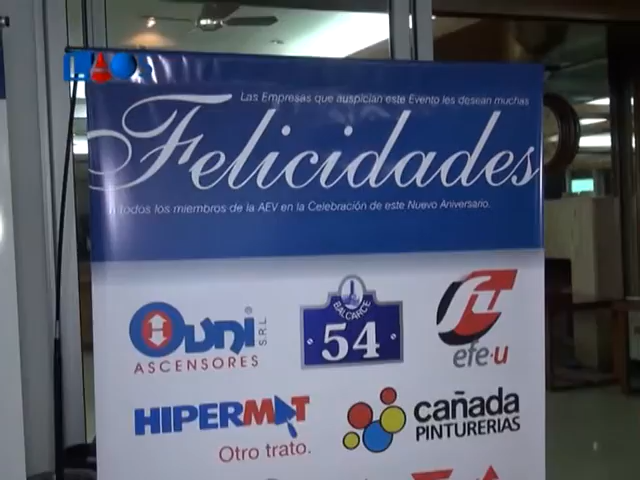 Las Empresas que auspician este Evento les desean muchas
Felicidades
a todos los miembros de la AEV en la Celebración de este Nuevo Aniversario.
Ouni S.R.L.
ASCENSORES
BALCARCE
54
efe·u
HIPERMAT
Otro trato.
cañada
PINTURERIAS